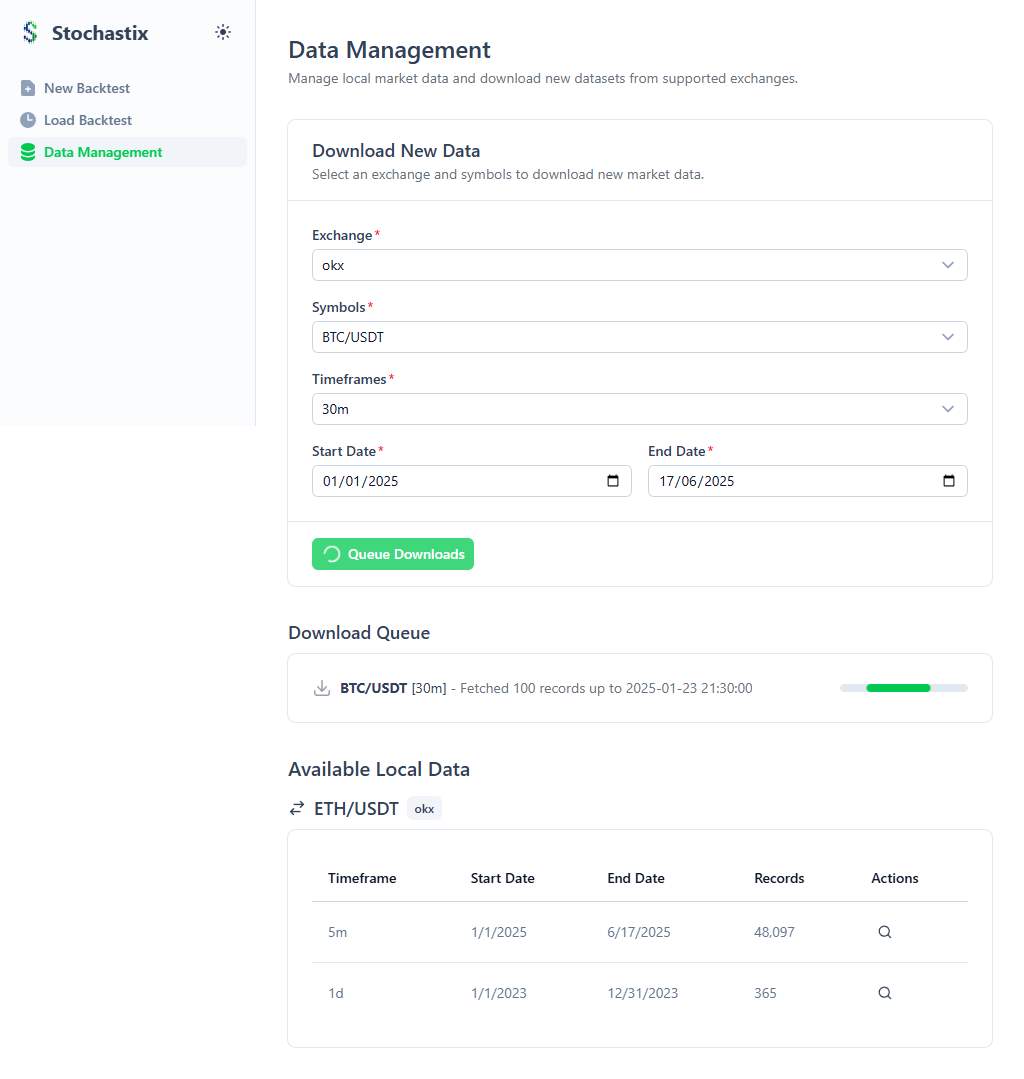 Stochastix
New Backtest
Load Backtest
Data Management
Data Management
Manage local market data and download new datasets from supported exchanges.
Download New Data
Select an exchange and symbols to download new market data.
Exchange*
okx
Symbols*
BTC/USDT
Timeframes*
30m
Start Date* End Date*
01/01/2025 17/06/2025
Queue Downloads
Download Queue
BTC/USDT [30m] - Fetched 100 records up to 2025-01-23 21:30:00
Available Local Data
ETH/USDT okx
Timeframe Start Date End Date Records Actions
5m 1/1/2025 6/17/2025 48,097
1d 1/1/2023 12/31/2023 365